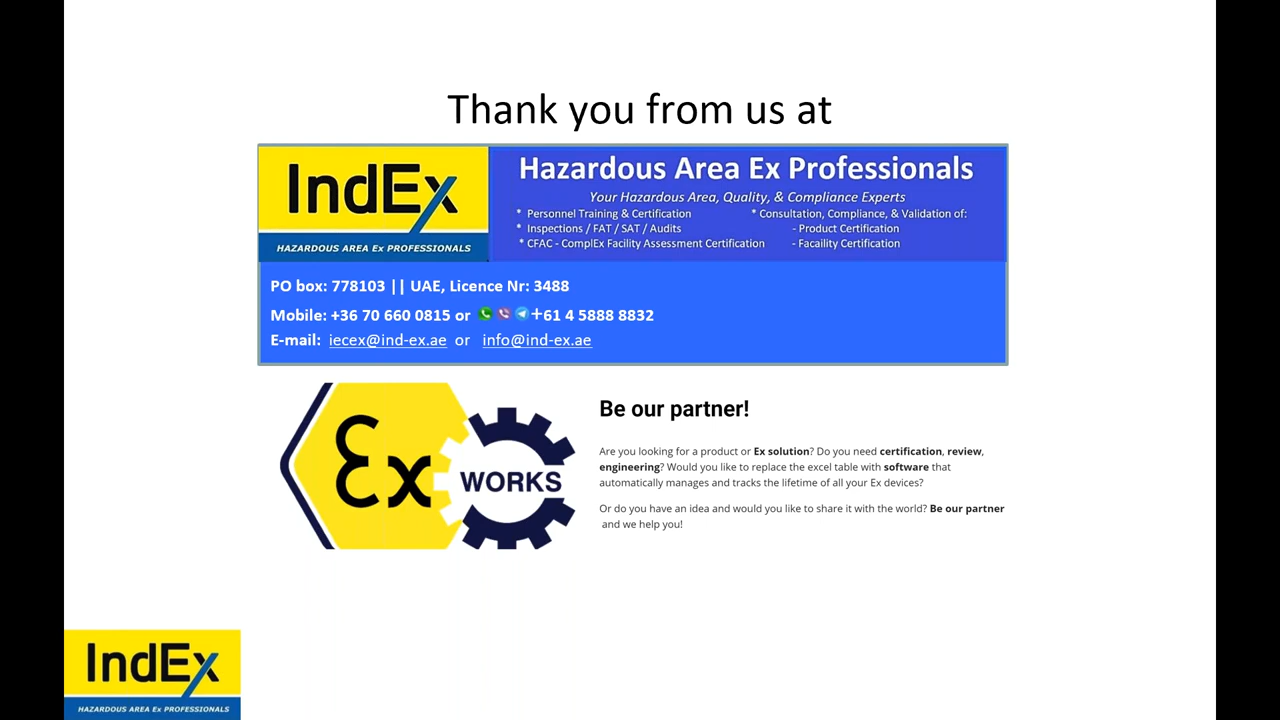 Thank you from us at
IndEx
HAZARDOUS AREA Ex PROFESSIONALS
Hazardous Area Ex Professionals
Your Hazardous Area, Quality, & Compliance Experts
* Personnel Training & Certification
* Inspections / FAT / SAT / Audits
* CFAC - ComplEx Facility Assessment Certification
* Consultation, Compliance, & Validation of:
- Product Certification
- Facaility Certification
PO box: 778103 || UAE, Licence Nr: 3488
Mobile: +36 70 660 0815 or +61 4 5888 8832
E-mail: iecex@ind-ex.ae or info@ind-ex.ae
Ex WORKS
Be our partner!
Are you looking for a product or Ex solution? Do you need certification, review,
engineering? Would you like to replace the excel table with software that
automatically manages and tracks the lifetime of all your Ex devices?
Or do you have an idea and would you like to share it with the world? Be our partner
and we help you!
IndEx
HAZARDOUS AREA Ex PROFESSIONALS